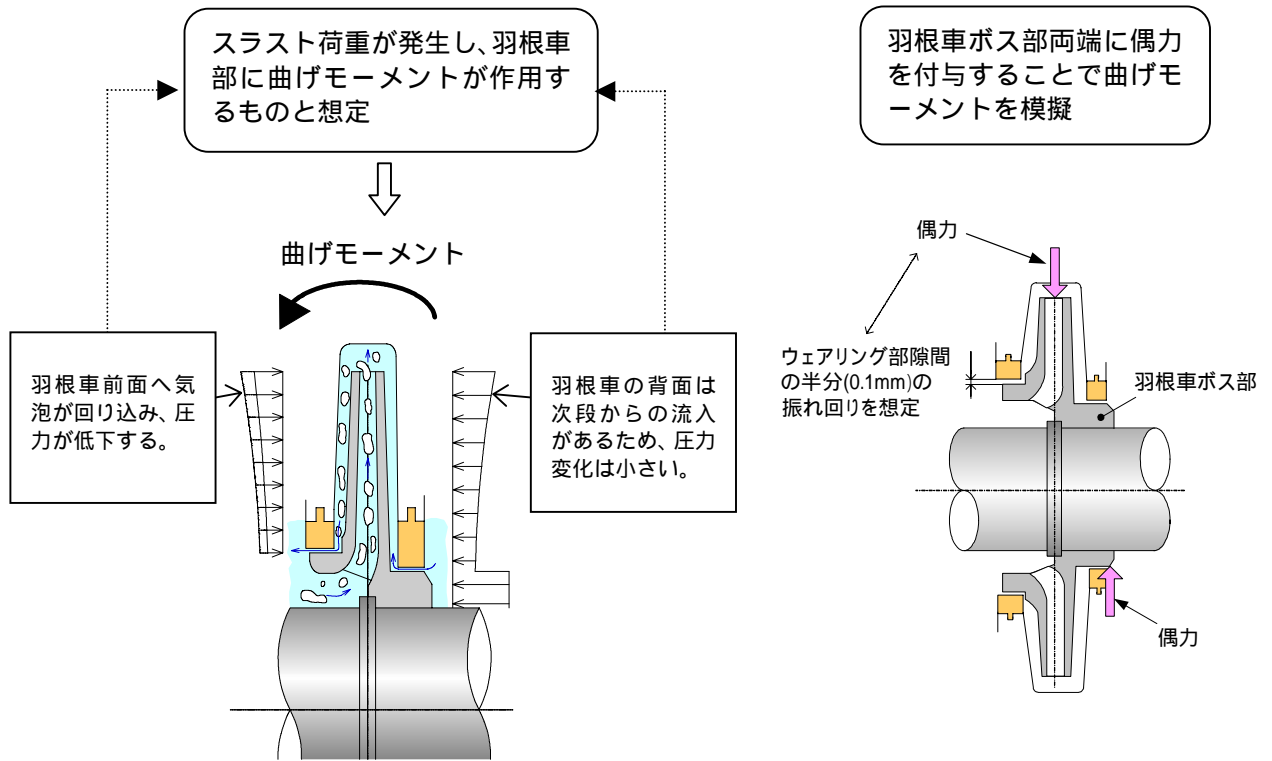 スラスト荷重が発生し、羽根車
部に曲げモーメントが作用す
るものと想定
曲げモーメント
羽根車前面へ気
泡が回り込み、圧
力が低下する。
羽根車の背面は
次段からの流入
があるため、圧力
変化は小さい。
羽根車ボス部両端に偶力
を付与することで曲げモ
ーメントを模擬
偶力
ウェアリング部隙間
の半分(0.1mm)の
振れ回りを想定
羽根車ボス部
偶力